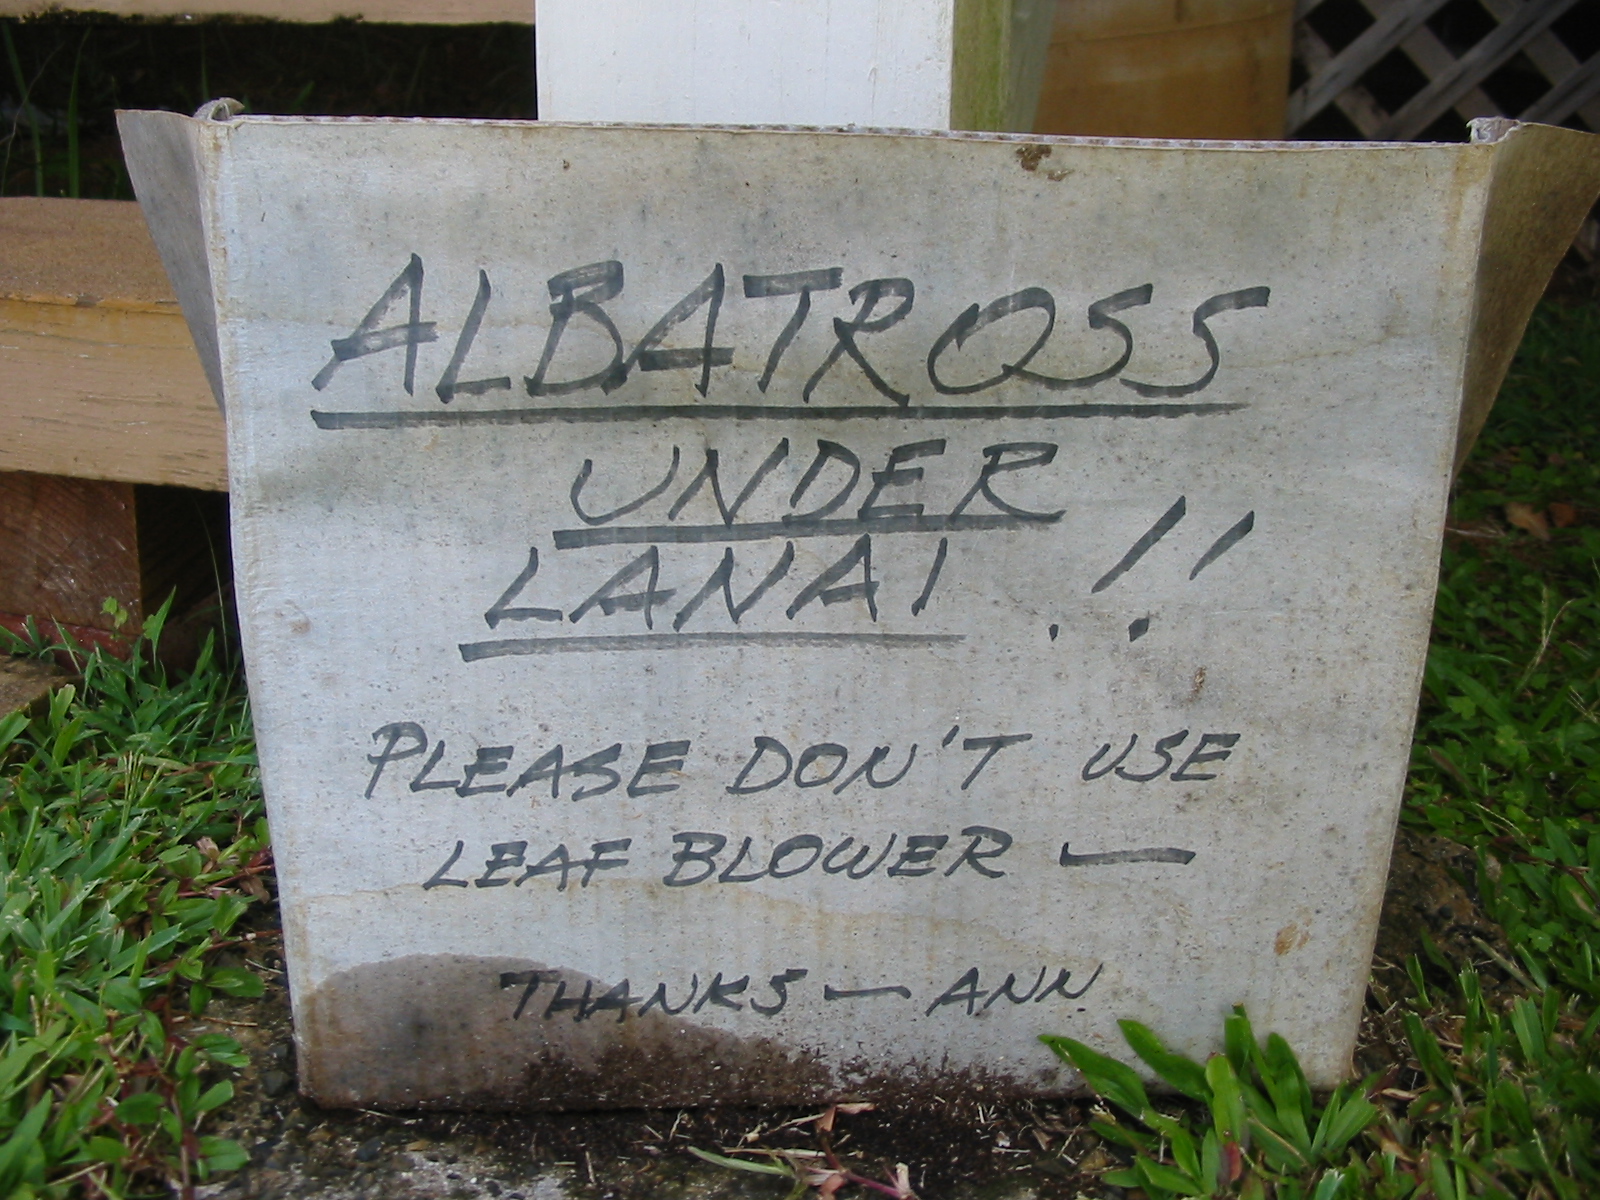 ALBATROSS
UNDER
LANAI !!
PLEASE DON'T USE
LEAF BLOWER —
THANKS — ANN